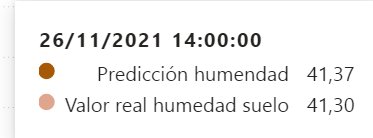 26/11/2021 14:00:00
Predicción humendad 41,37
Valor real humedad suelo 41,30